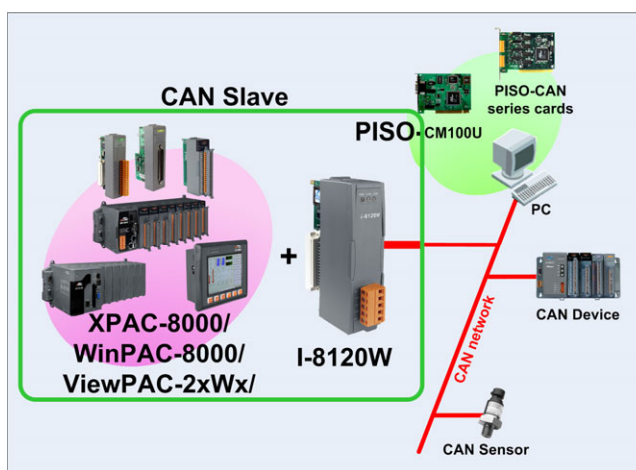 CAN Slave
PISO-CAN
series cards
PISO-CM100U
PC
I-8120W
+
CAN Device
XPAC-8000/
WinPAC-8000/
ViewPAC-2xWx/
I-8120W
CAN network
CAN Sensor